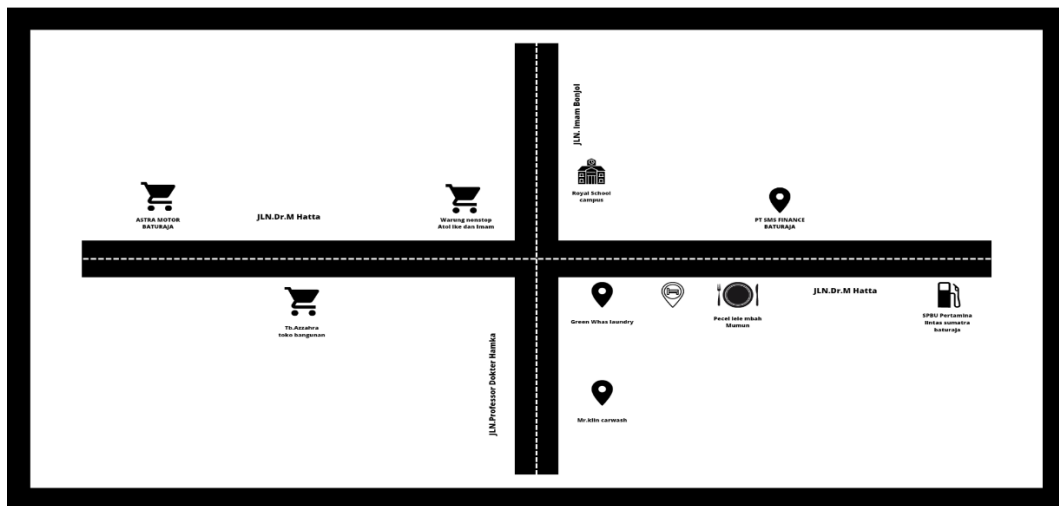 JLN. Imam Bonjol
Royal School
campus
ASTRA MOTOR
BATURAJA
JLN.Dr.M Hatta
Warung nonstop
Atol Ike dan Imam
PT SMS FINANCE
BATURAJA
Tb.Azzahra
toko bangunan
Green Whas laundry
Pecel lele mbah
Mumun
JLN.Dr.M Hatta
SPBU Pertamina
lintas sumatra
baturaja
JLN.Professor Dokter Hamka
Mr.klin carwash